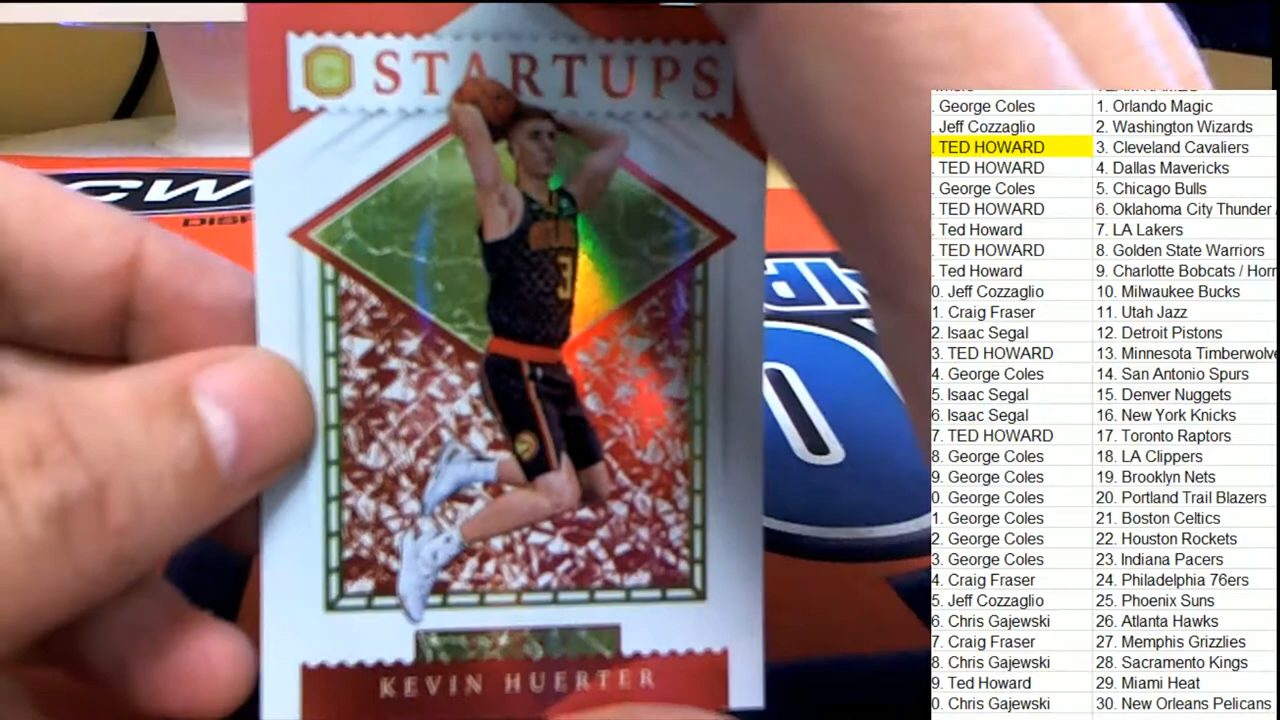 STARTUPS
3
KEVIN HUERTER
CW
. George Coles 1. Orlando Magic
. Jeff Cozzaglio 2. Washington Wizards
. TED HOWARD 3. Cleveland Cavaliers
. TED HOWARD 4. Dallas Mavericks
. George Coles 5. Chicago Bulls
. TED HOWARD 6. Oklahoma City Thunder
. Ted Howard 7. LA Lakers
. TED HOWARD 8. Golden State Warriors
. Ted Howard 9. Charlotte Bobcats / Horn
0. Jeff Cozzaglio 10. Milwaukee Bucks
1. Craig Fraser 11. Utah Jazz
2. Isaac Segal 12. Detroit Pistons
3. TED HOWARD 13. Minnesota Timberwolve
4. George Coles 14. San Antonio Spurs
5. Isaac Segal 15. Denver Nuggets
6. Isaac Segal 16. New York Knicks
7. TED HOWARD 17. Toronto Raptors
8. George Coles 18. LA Clippers
9. George Coles 19. Brooklyn Nets
0. George Coles 20. Portland Trail Blazers
1. George Coles 21. Boston Celtics
2. George Coles 22. Houston Rockets
3. George Coles 23. Indiana Pacers
4. Craig Fraser 24. Philadelphia 76ers
5. Jeff Cozzaglio 25. Phoenix Suns
6. Chris Gajewski 26. Atlanta Hawks
7. Craig Fraser 27. Memphis Grizzlies
8. Chris Gajewski 28. Sacramento Kings
9. Ted Howard 29. Miami Heat
0. Chris Gajewski 30. New Orleans Pelicans